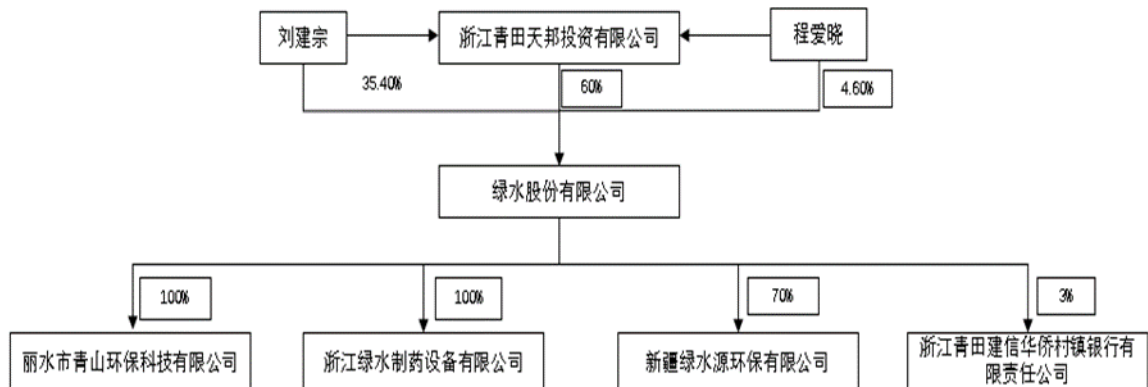 刘建宗
浙江青田天邦投资有限公司
程爱晓
35.40%
60%
4.60%
绿水股份有限公司
100%
100%
70%
3%
丽水市青山环保科技有限公司
浙江绿水制药设备有限公司
新疆绿水源环保有限公司
浙江青田建信华侨村镇银行有
限责任公司